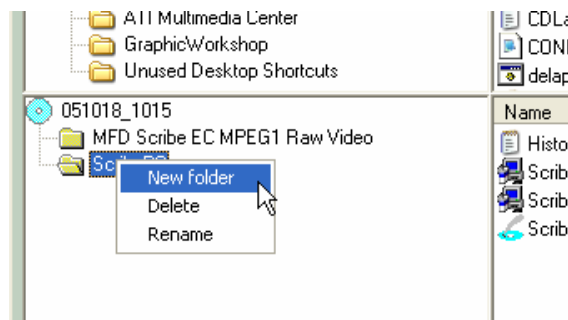 ATI Multimedia Center
GraphicWorkshop
Unused Desktop Shortcuts
051018_1015
MFD Scribe EC MPEG1 Raw Video
New folder
Delete
Rename
Name